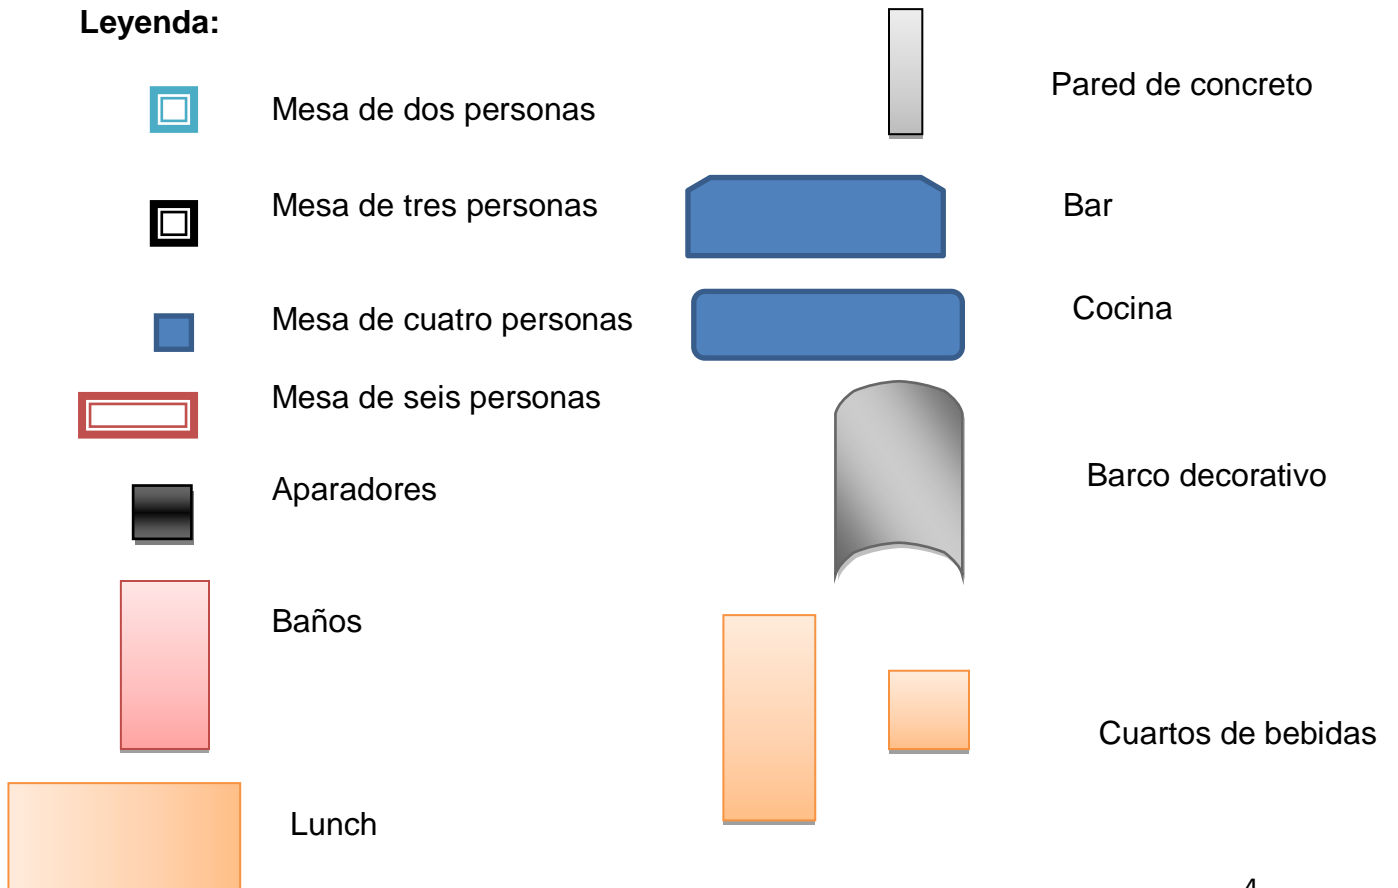 Leyenda:
Mesa de dos personas
Mesa de tres personas
Mesa de cuatro personas
Mesa de seis personas
Aparadores
Baños
Lunch
Pared de concreto
Bar
Cocina
Barco decorativo
Cuartos de bebidas
4